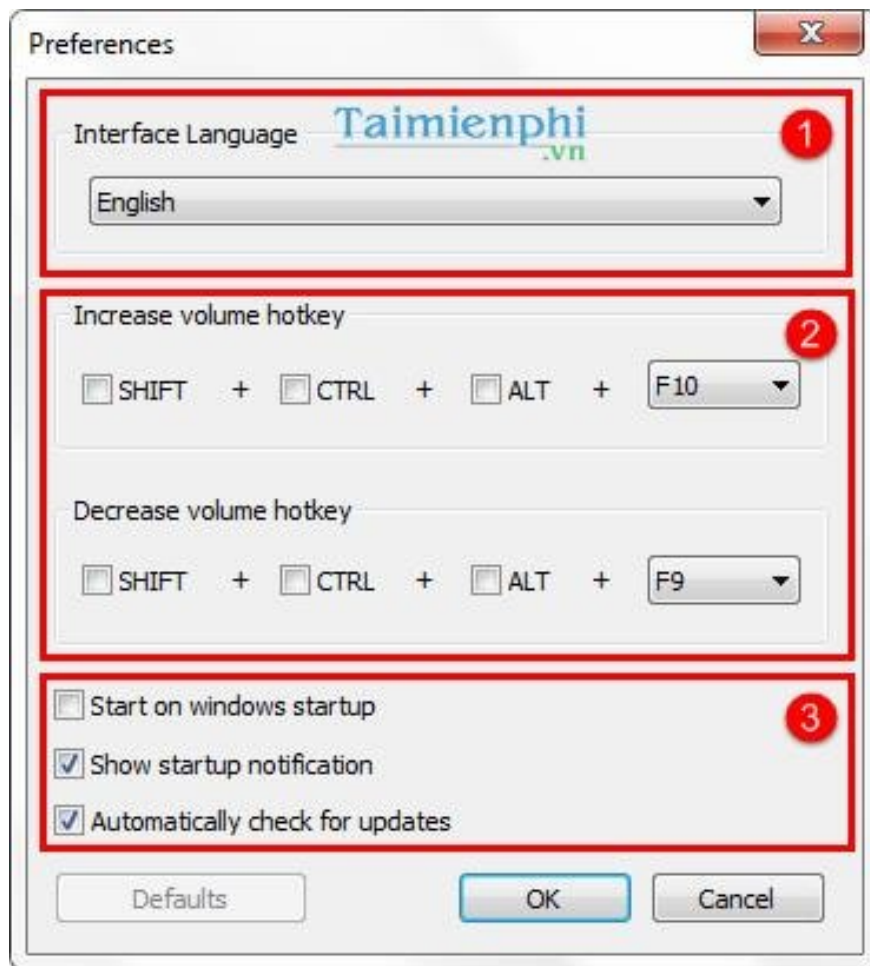 Preferences
Interface Language
Taimienphi
.vn
1
English
Increase volume hotkey
2
SHIFT + CTRL + ALT + F10
Decrease volume hotkey
SHIFT + CTRL + ALT + F9
Start on windows startup
3
Show startup notification
Automatically check for updates
Defaults OK Cancel